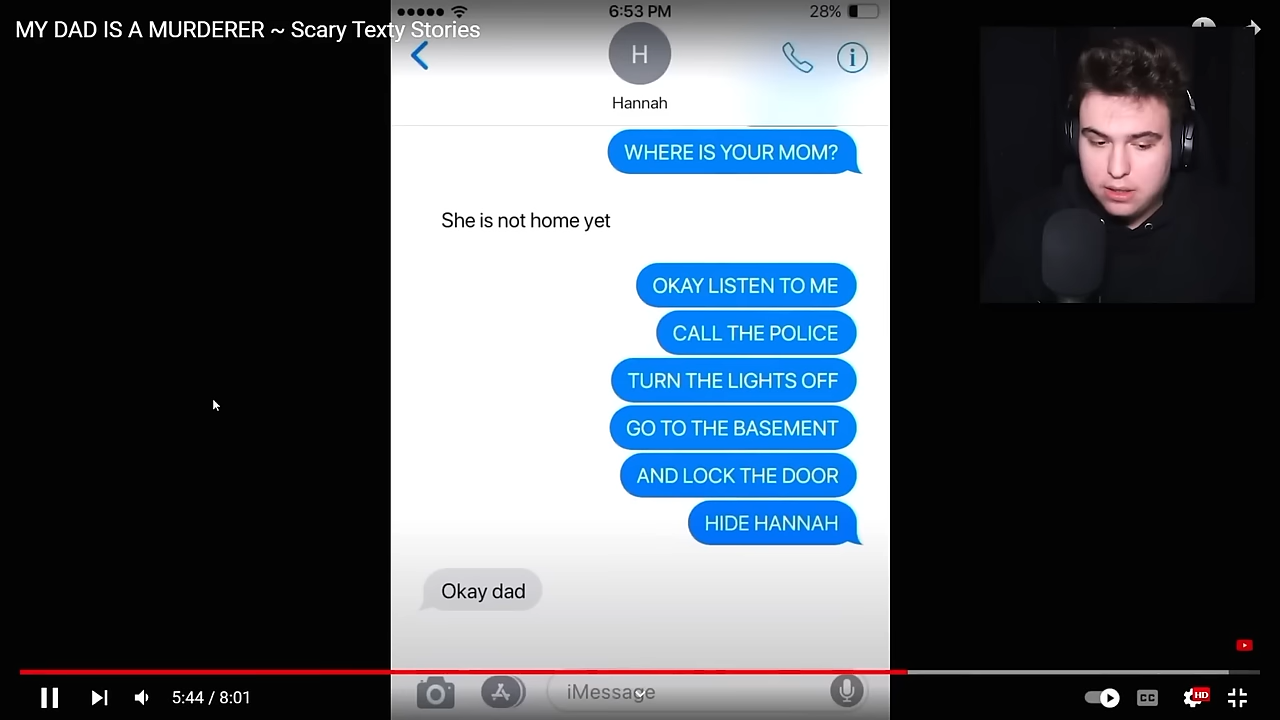 MY DAD IS A MURDERER ~ Scary Texty Stories
6:53 PM
28%
H
Hannah
WHERE IS YOUR MOM?
She is not home yet
OKAY LISTEN TO ME
CALL THE POLICE
TURN THE LIGHTS OFF
GO TO THE BASEMENT
AND LOCK THE DOOR
HIDE HANNAH
Okay dad
iMessage
5:44 / 8:01
CC
HD